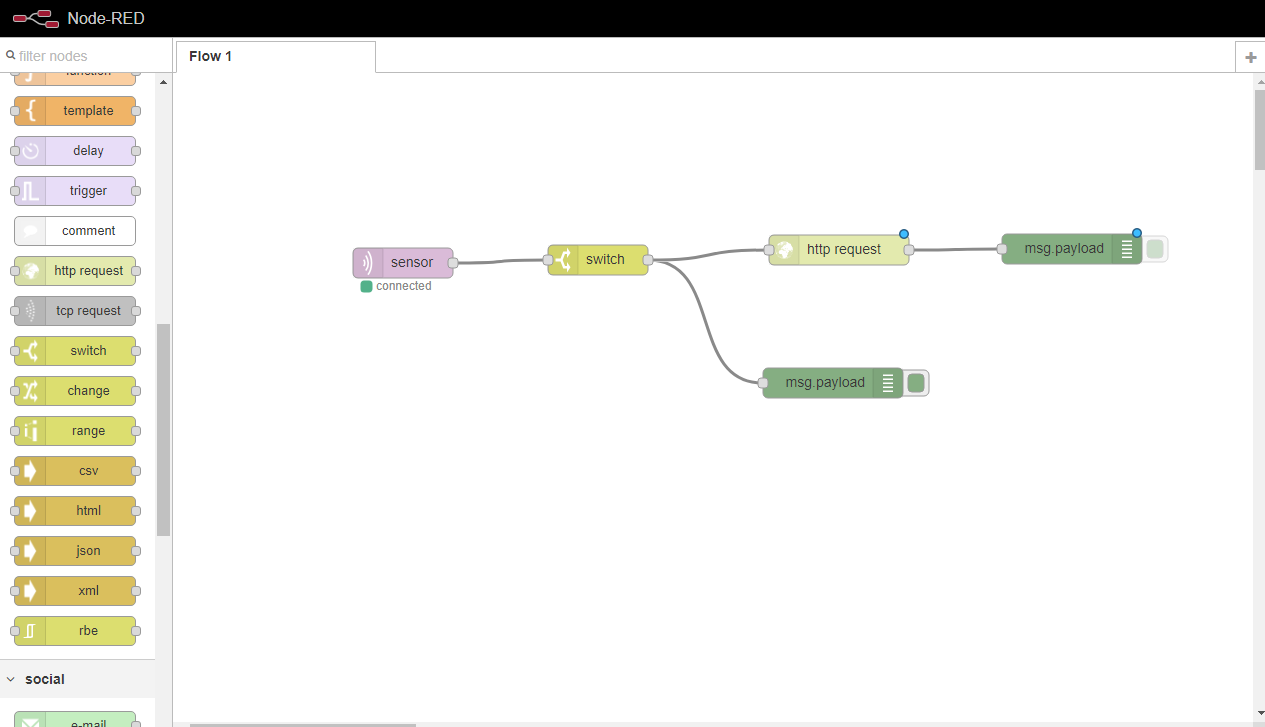 Node-RED
filter nodes
Flow 1
function
template
delay
trigger
comment
http request
tcp request
switch
change
range
csv
html
json
xml
rbe
social
e-mail
sensor
connected
switch
http request
msg.payload
msg.payload